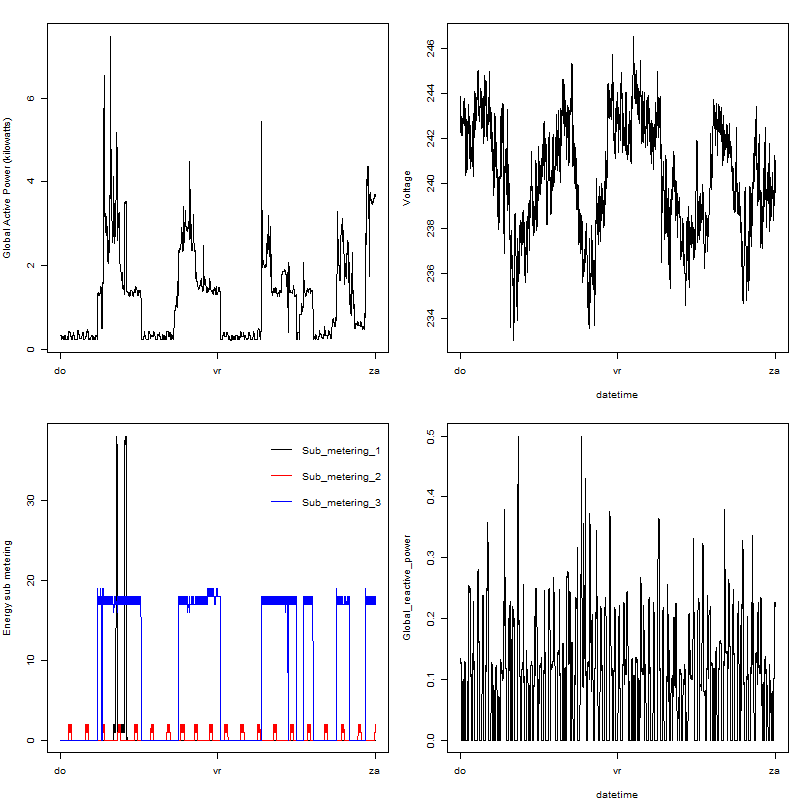 Global Active Power (kilowatts)
6
4
2
0
do
vr
za
Voltage
246
244
242
240
238
236
234
do
vr
za
datetime
Energy sub metering
30
20
10
0
Sub_metering_1
Sub_metering_2
Sub_metering_3
do
vr
za
Global_reactive_power
0.5
0.4
0.3
0.2
0.1
0.0
do
vr
za
datetime